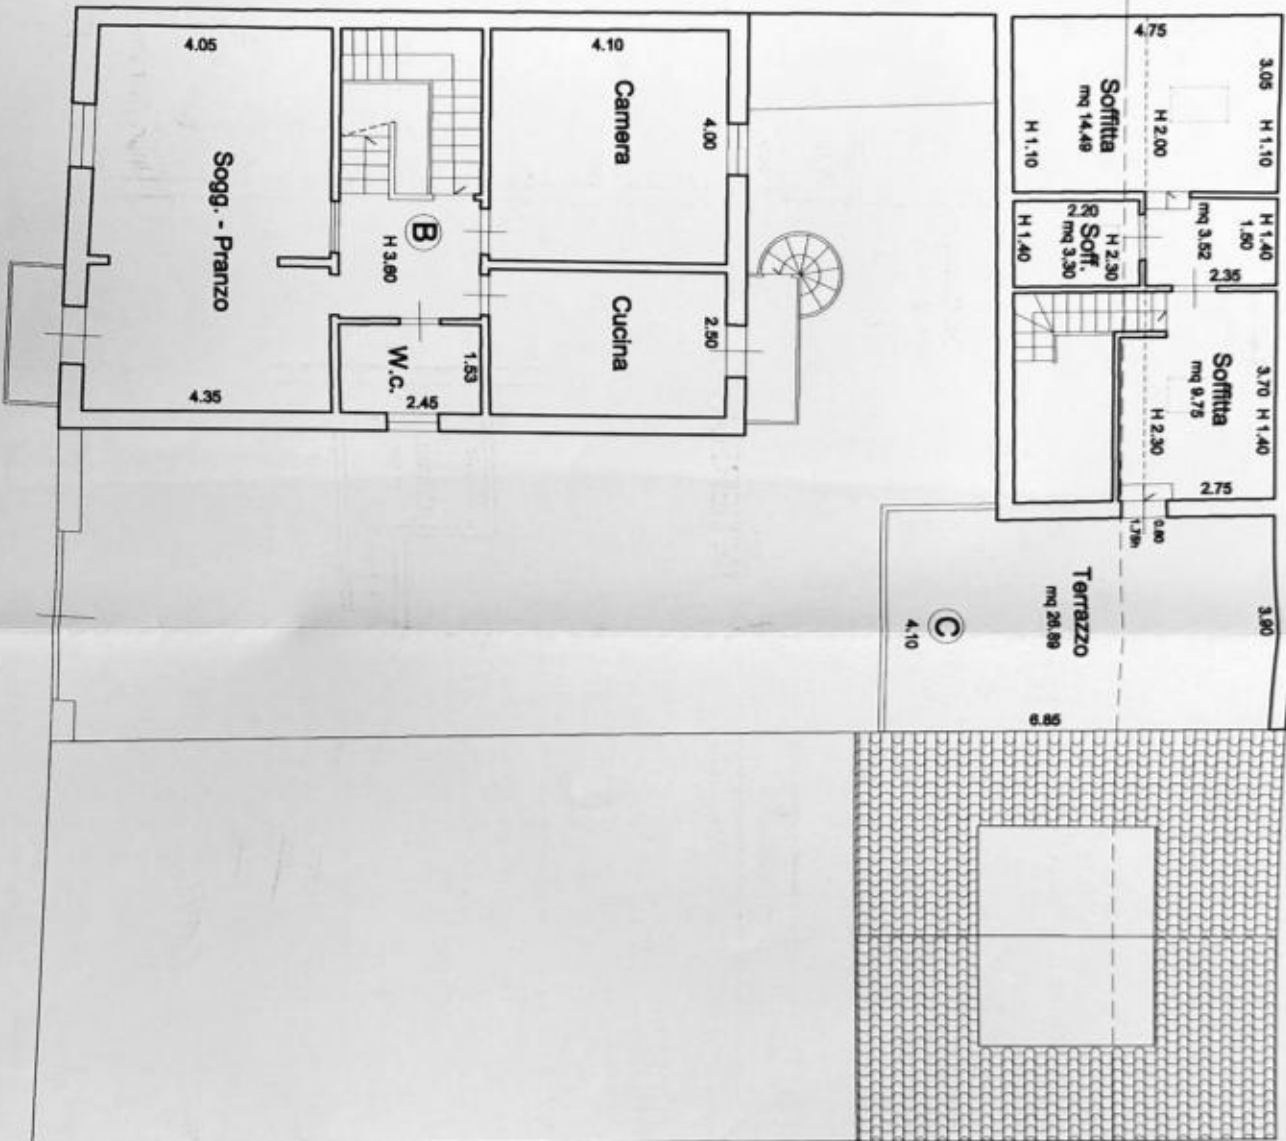 4.05
Sogg. - Pranzo
4.35
B
H 3.60
W.c.
1.53
2.45
4.10
Camera
4.00
Cucina
2.50
4.75
3.05
H 1.10
Soffitta
mq 14.49
H 2.00
H 1.10
2.20
Soff.
mq 3.30
H 2.30
H 1.40
mq 3.52
1.50
H 1.40
2.35
Soffitta
mq 9.75
3.70
H 1.40
H 2.30
2.75
0.80
1.75h
Terrazzo
mq 26.89
3.90
C
4.10
6.85